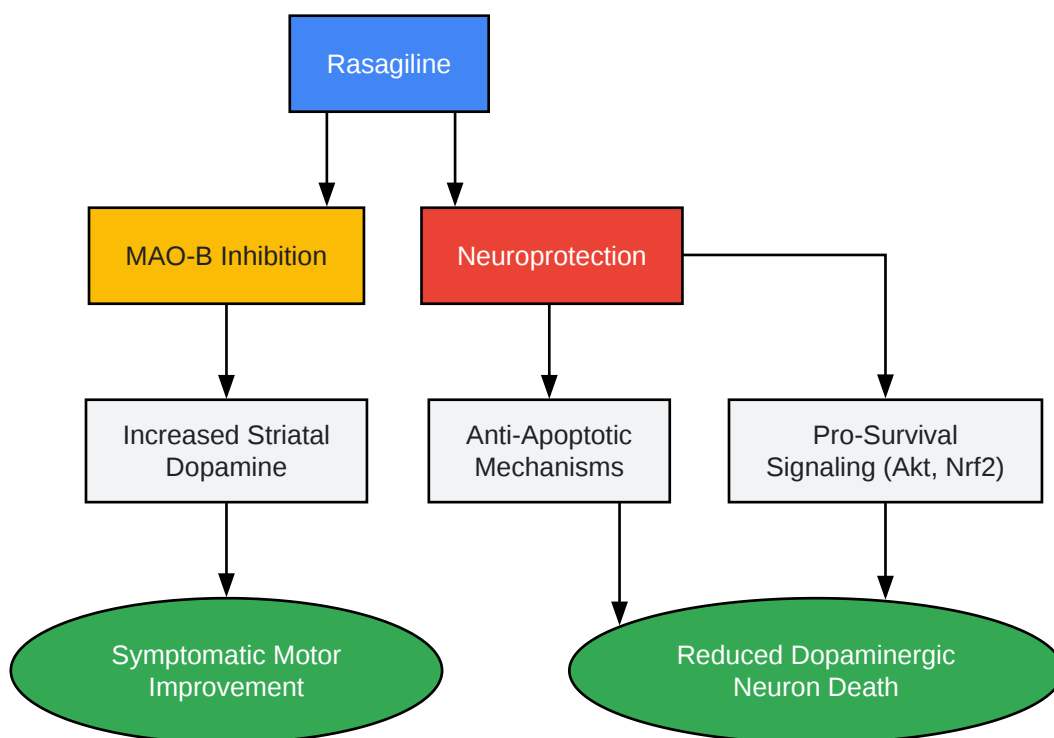 Rasagiline
MAO-B Inhibition
Neuroprotection
Increased Striatal
Dopamine
Anti-Apoptotic
Mechanisms
Pro-Survival
Signaling (Akt, Nrf2)
Symptomatic Motor
Improvement
Reduced Dopaminergic
Neuron Death